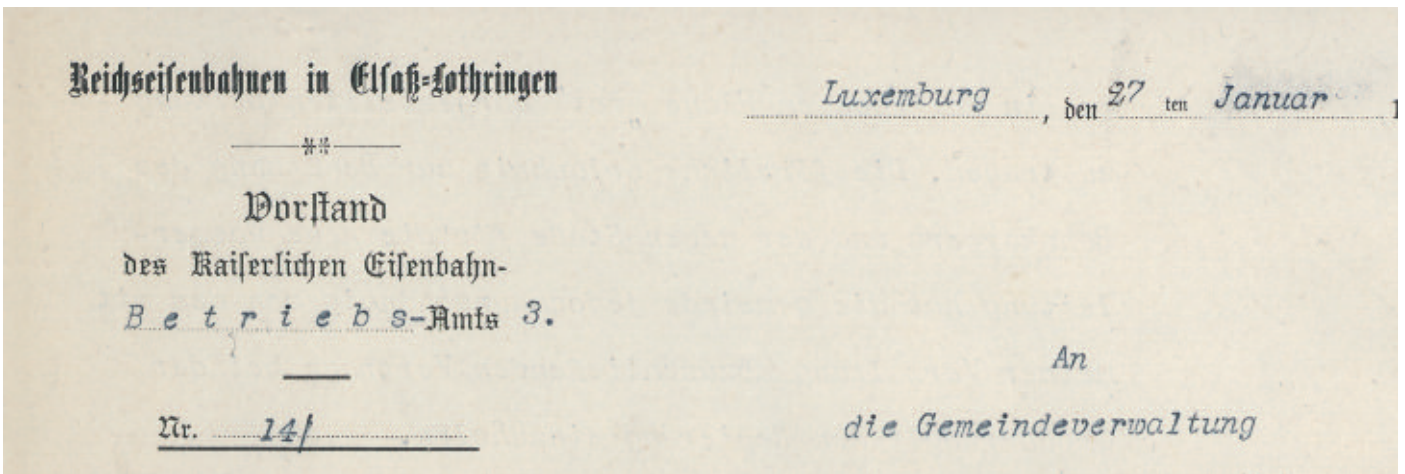 Reichseisenbahnen in Elsaß-Lothringen
Luxemburg, den 27 ten Januar 1
Vorstand
des Kaiserlichen Eisenbahn-
Betriebs-Amts 3.
An
Nr. 14/
die Gemeindeverwaltung